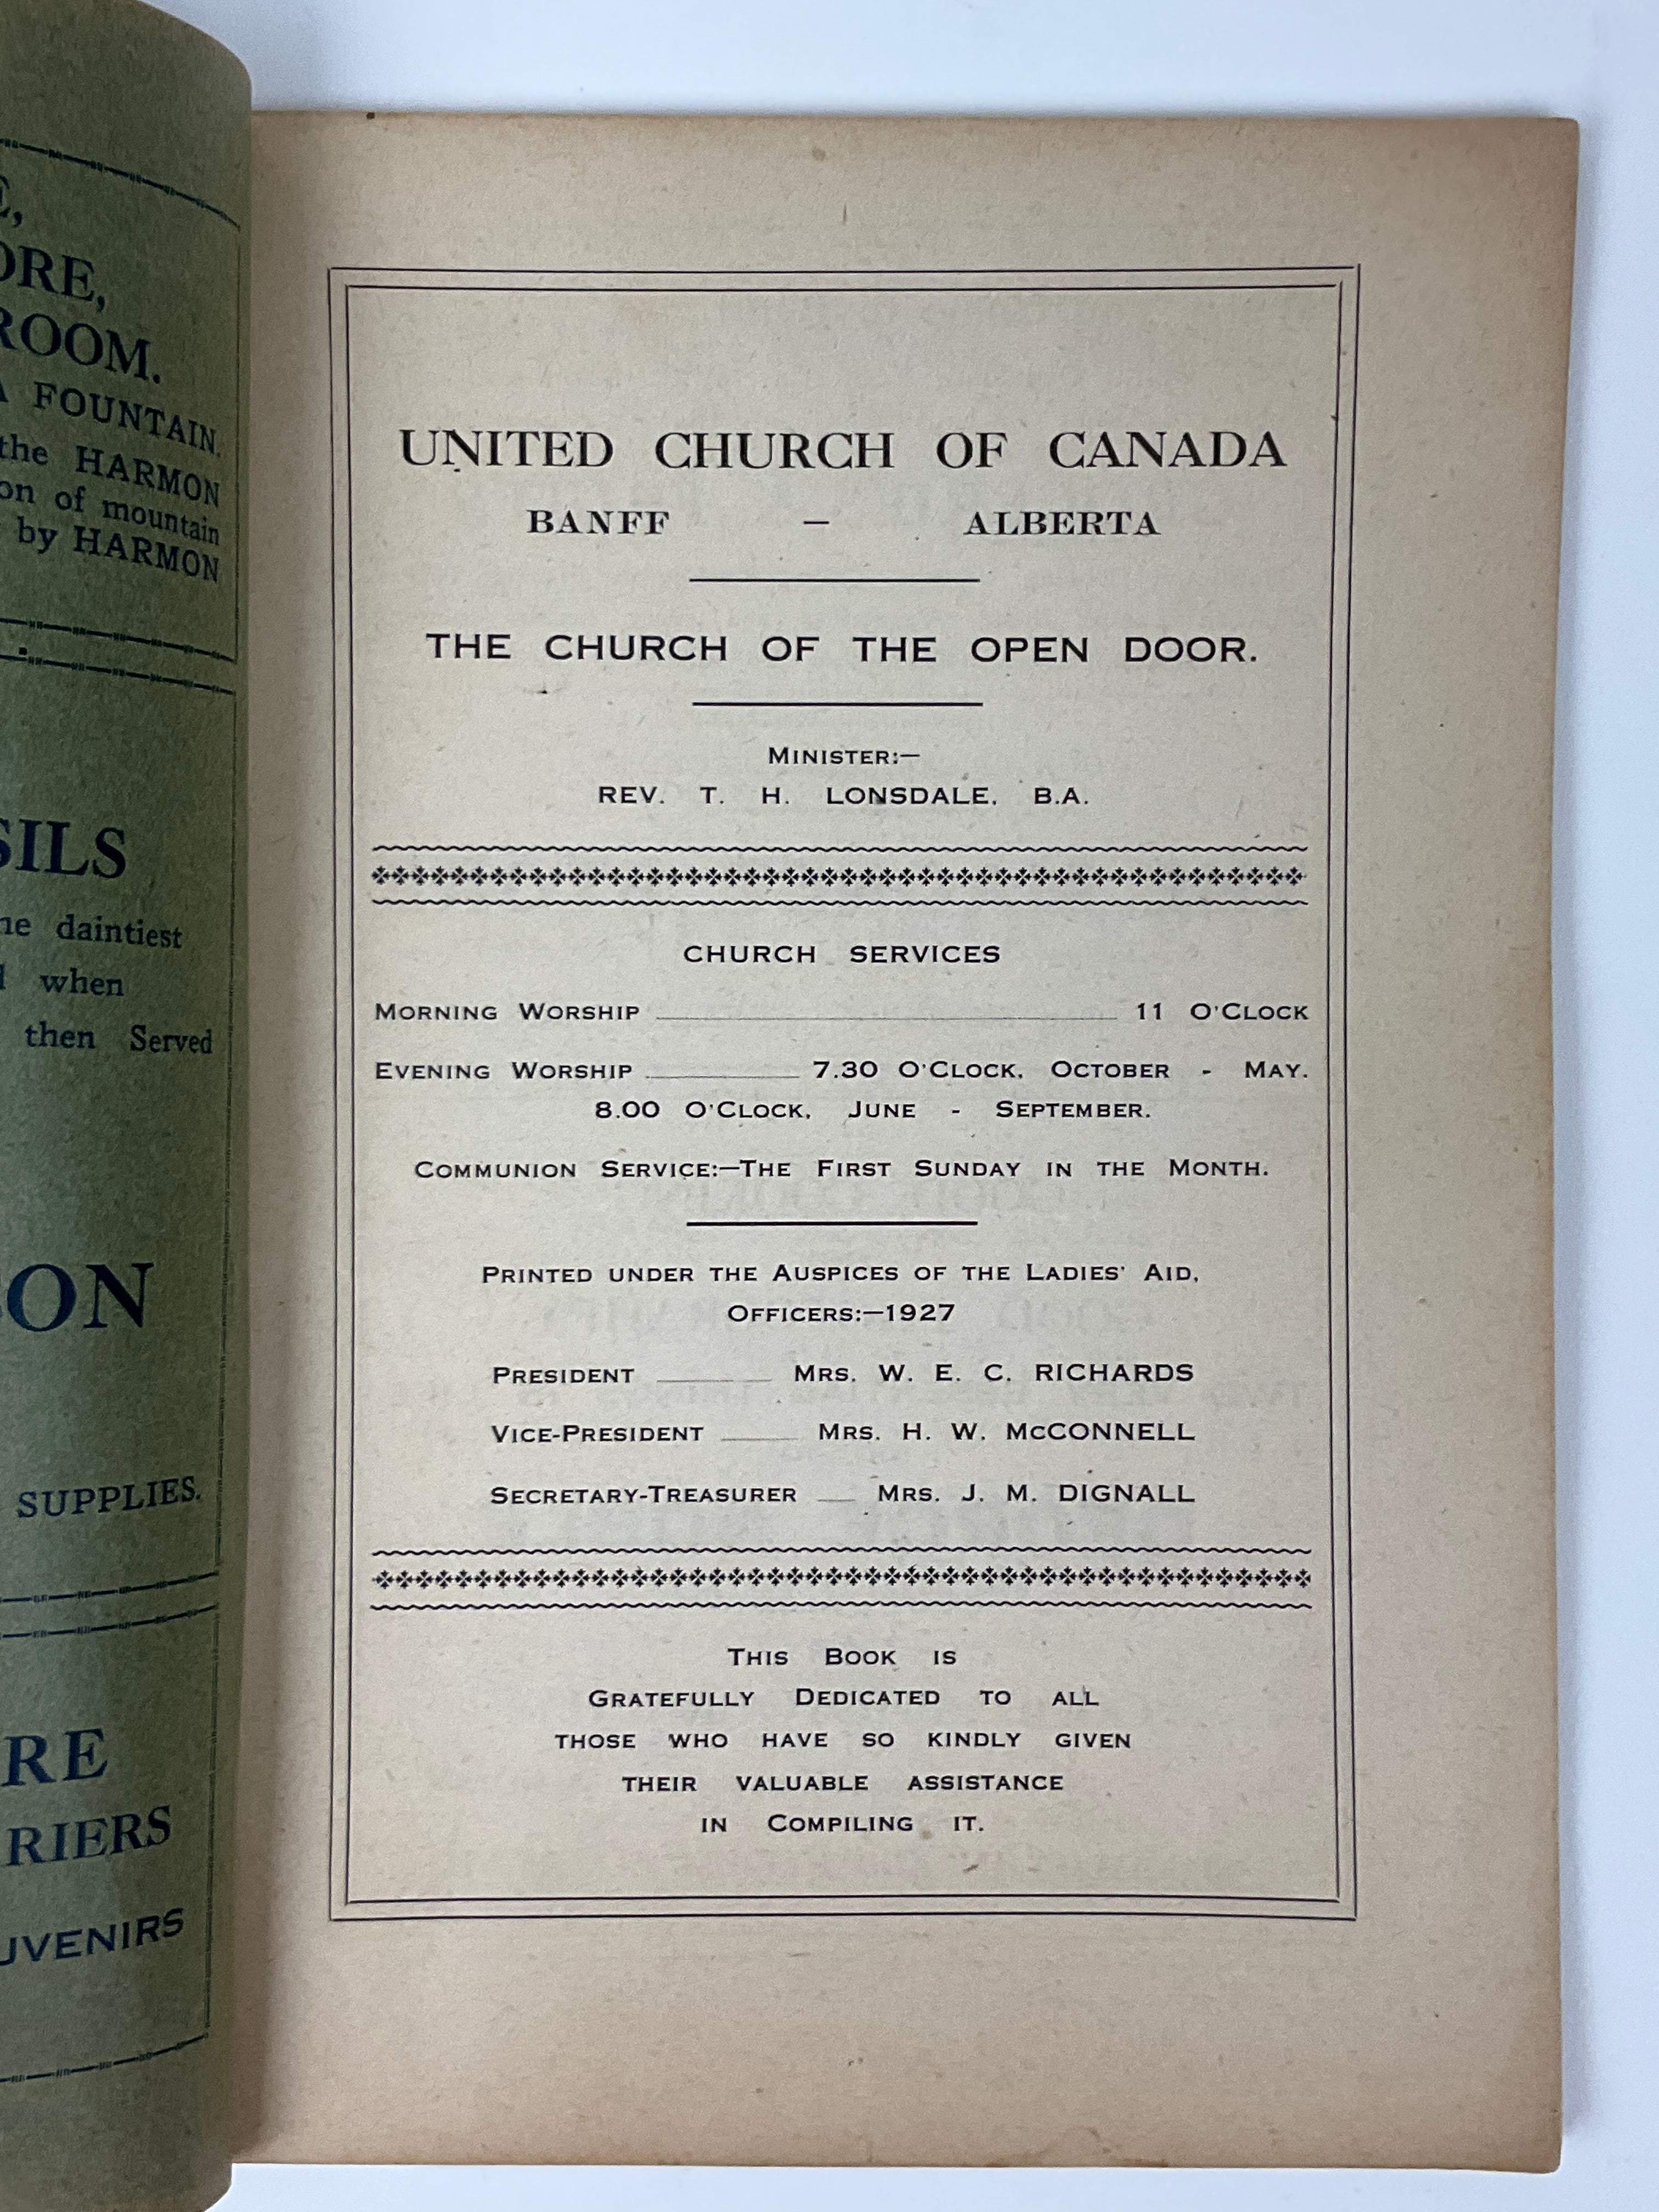 ORE,
ROOM.
A FOUNTAIN.
the HARMON
on of mountain
by HARMON
SILS
daintiest
when
then Served
ON
SUPPLIES.
RE
RIERS
UVENIRS
UNITED CHURCH OF CANADA
BANFF – ALBERTA
THE CHURCH OF THE OPEN DOOR.
MINISTER:—
REV. T. H. LONSDALE, B.A.
CHURCH SERVICES
MORNING WORSHIP 11 O'CLOCK
EVENING WORSHIP 7.30 O'CLOCK, OCTOBER - MAY.
8.00 O'CLOCK, JUNE - SEPTEMBER.
COMMUNION SERVICE:—THE FIRST SUNDAY IN THE MONTH.
PRINTED UNDER THE AUSPICES OF THE LADIES' AID,
OFFICERS:—1927
PRESIDENT MRS. W. E. C. RICHARDS
VICE-PRESIDENT MRS. H. W. McCONNELL
SECRETARY-TREASURER MRS. J. M. DIGNALL
THIS BOOK IS
GRATEFULLY DEDICATED TO ALL
THOSE WHO HAVE SO KINDLY GIVEN
THEIR VALUABLE ASSISTANCE
IN COMPILING IT.